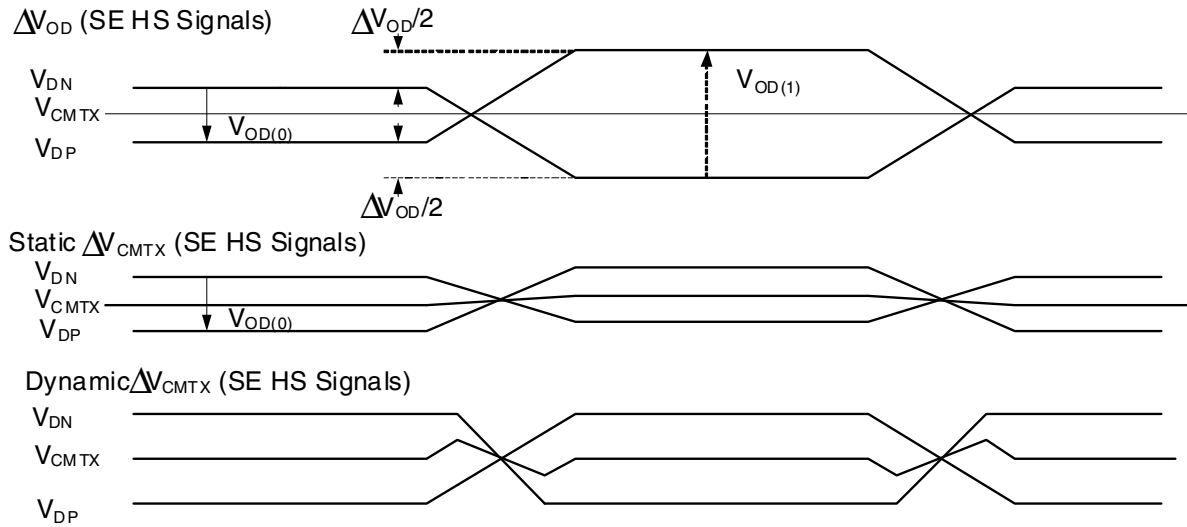 ΔVOD (SE HS Signals)
ΔVOD/2
VDN
VCMTX
VOD(0)
VOD(1)
VDP
ΔVOD/2
Static ΔVCMTX (SE HS Signals)
VDN
VCMTX
VOD(0)
VDP
Dynamic ΔVCMTX (SE HS Signals)
VDN
VCMTX
VDP